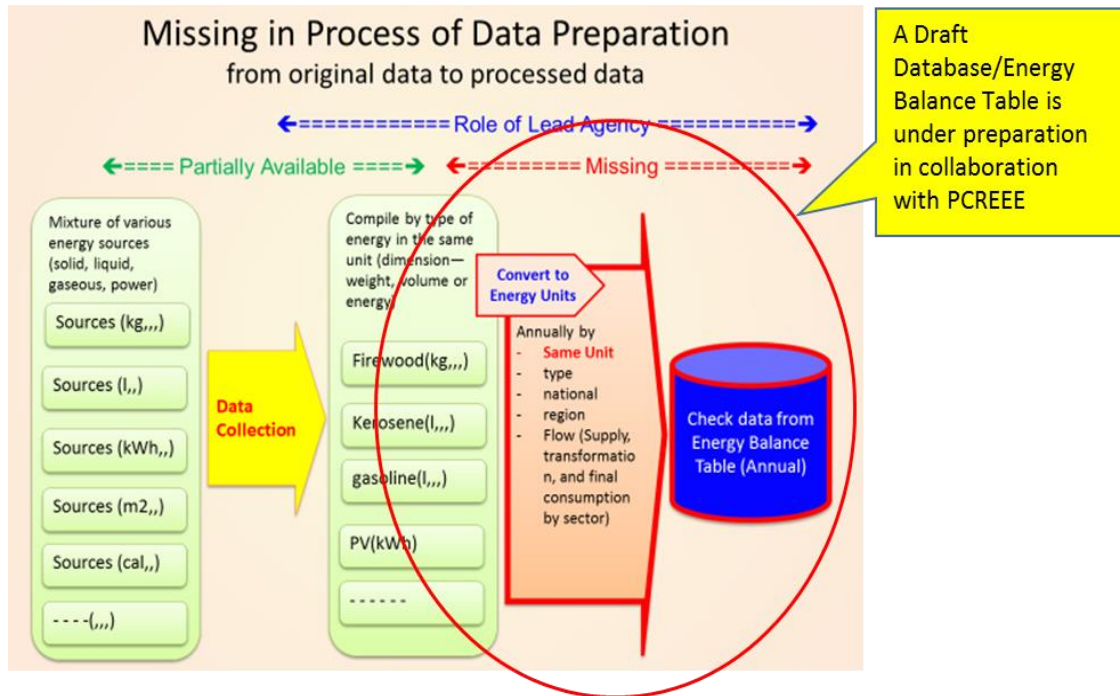 Missing in Process of Data Preparation
from original data to processed data
A Draft
Database/Energy
Balance Table is
under preparation
in collaboration
with PCREEE
←============ Role of Lead Agency ===========→
←==== Partially Available ====→
←========= Missing ==========→
Mixture of various
energy sources
(solid, liquid,
gaseous, power)
Sources (kg,,,)
Sources (l,,)
Sources (kWh,,)
Sources (m2,,)
Sources (cal,,)
- - - -(,,,)
Data
Collection
Compile by type of
energy in the same
unit (dimension—
weight, volume or
energy)
Firewood(kg,,,)
Kerosene(l,,,)
gasoline(l,,,)
PV(kWh)
- - - - - -
Convert to
Energy Units
Annually by
- Same Unit
- type
- national
- region
- Flow (Supply,
transformatio
n, and final
consumption
by sector)
Check data from
Energy Balance
Table (Annual)